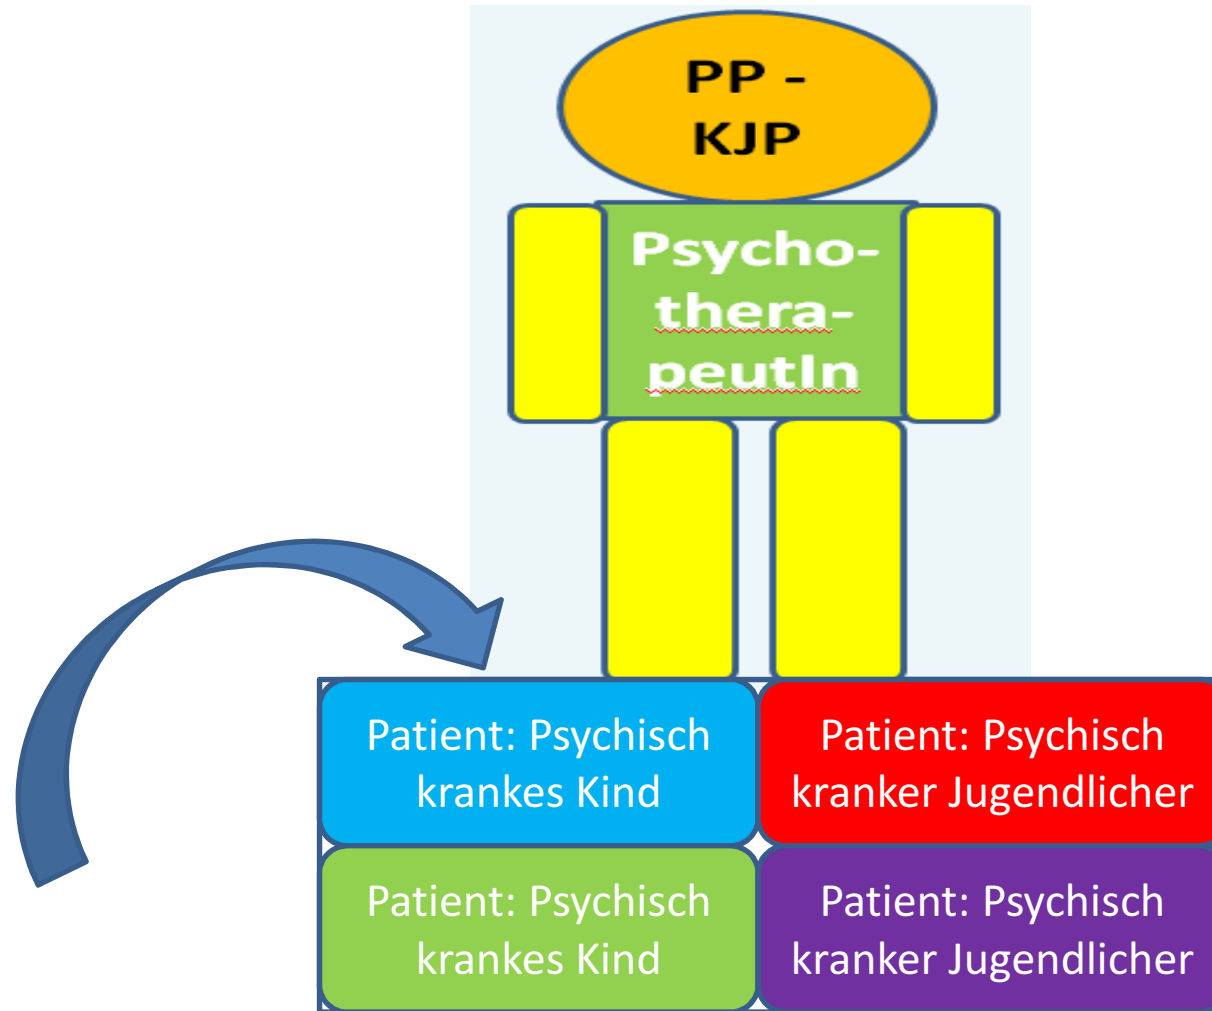 PP -
KJP
Psycho-
thera-
peutIn
Patient: Psychisch
krankes Kind
Patient: Psychisch
kranker Jugendlicher
Patient: Psychisch
krankes Kind
Patient: Psychisch
kranker Jugendlicher